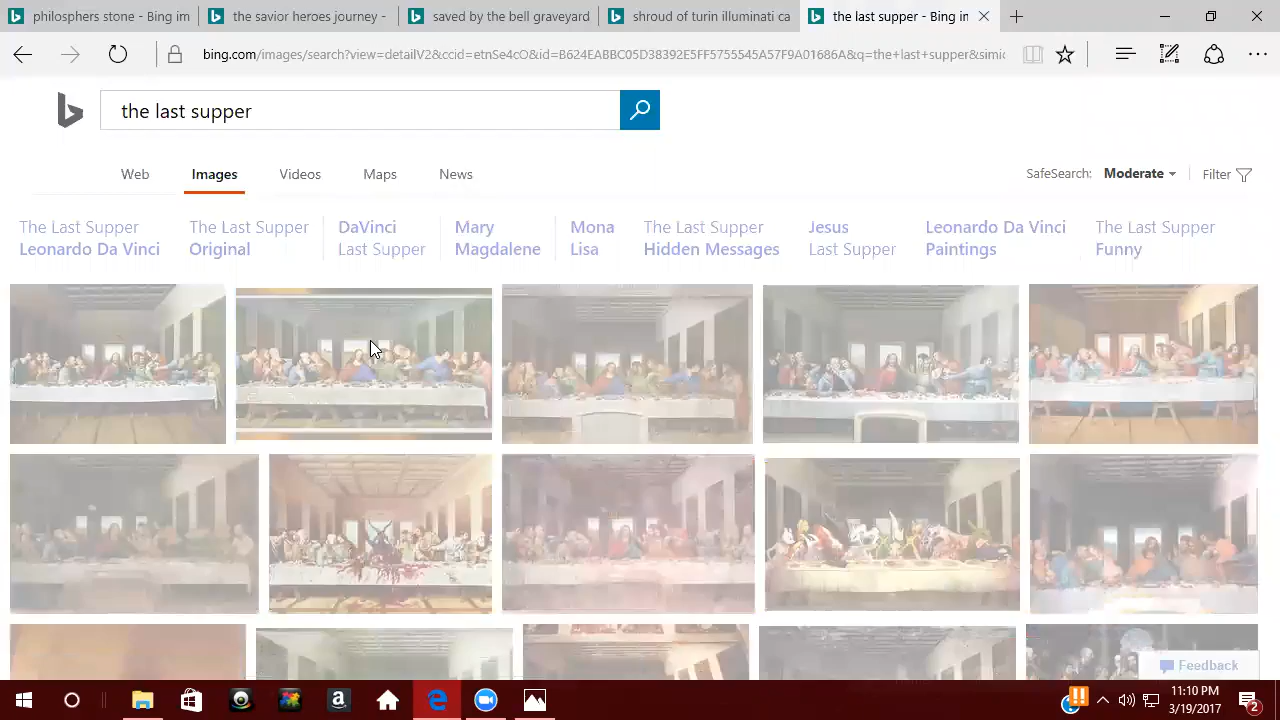 philosphers stone - Bing im
the savior heroes journey -
saved by the bell graveyard
shroud of turin illuminati ca
the last supper - Bing in
bing.com/images/search?view=detailV2&ccid=etnSe4cO&id=B624EABBC05D38392E5FF5755545A57F9A01686A&q=the+last+supper&simic
the last supper
Web
Images
Videos
Maps
News
SafeSearch:
Moderate
Filter
The Last Supper
Leonardo Da Vinci
The Last Supper
Original
DaVinci
Last Supper
Mary
Magdalene
Mona
Lisa
The Last Supper
Hidden Messages
Jesus
Last Supper
Leonardo Da Vinci
Paintings
The Last Supper
Funny
Feedback
11:10 PM
3/19/2017
2